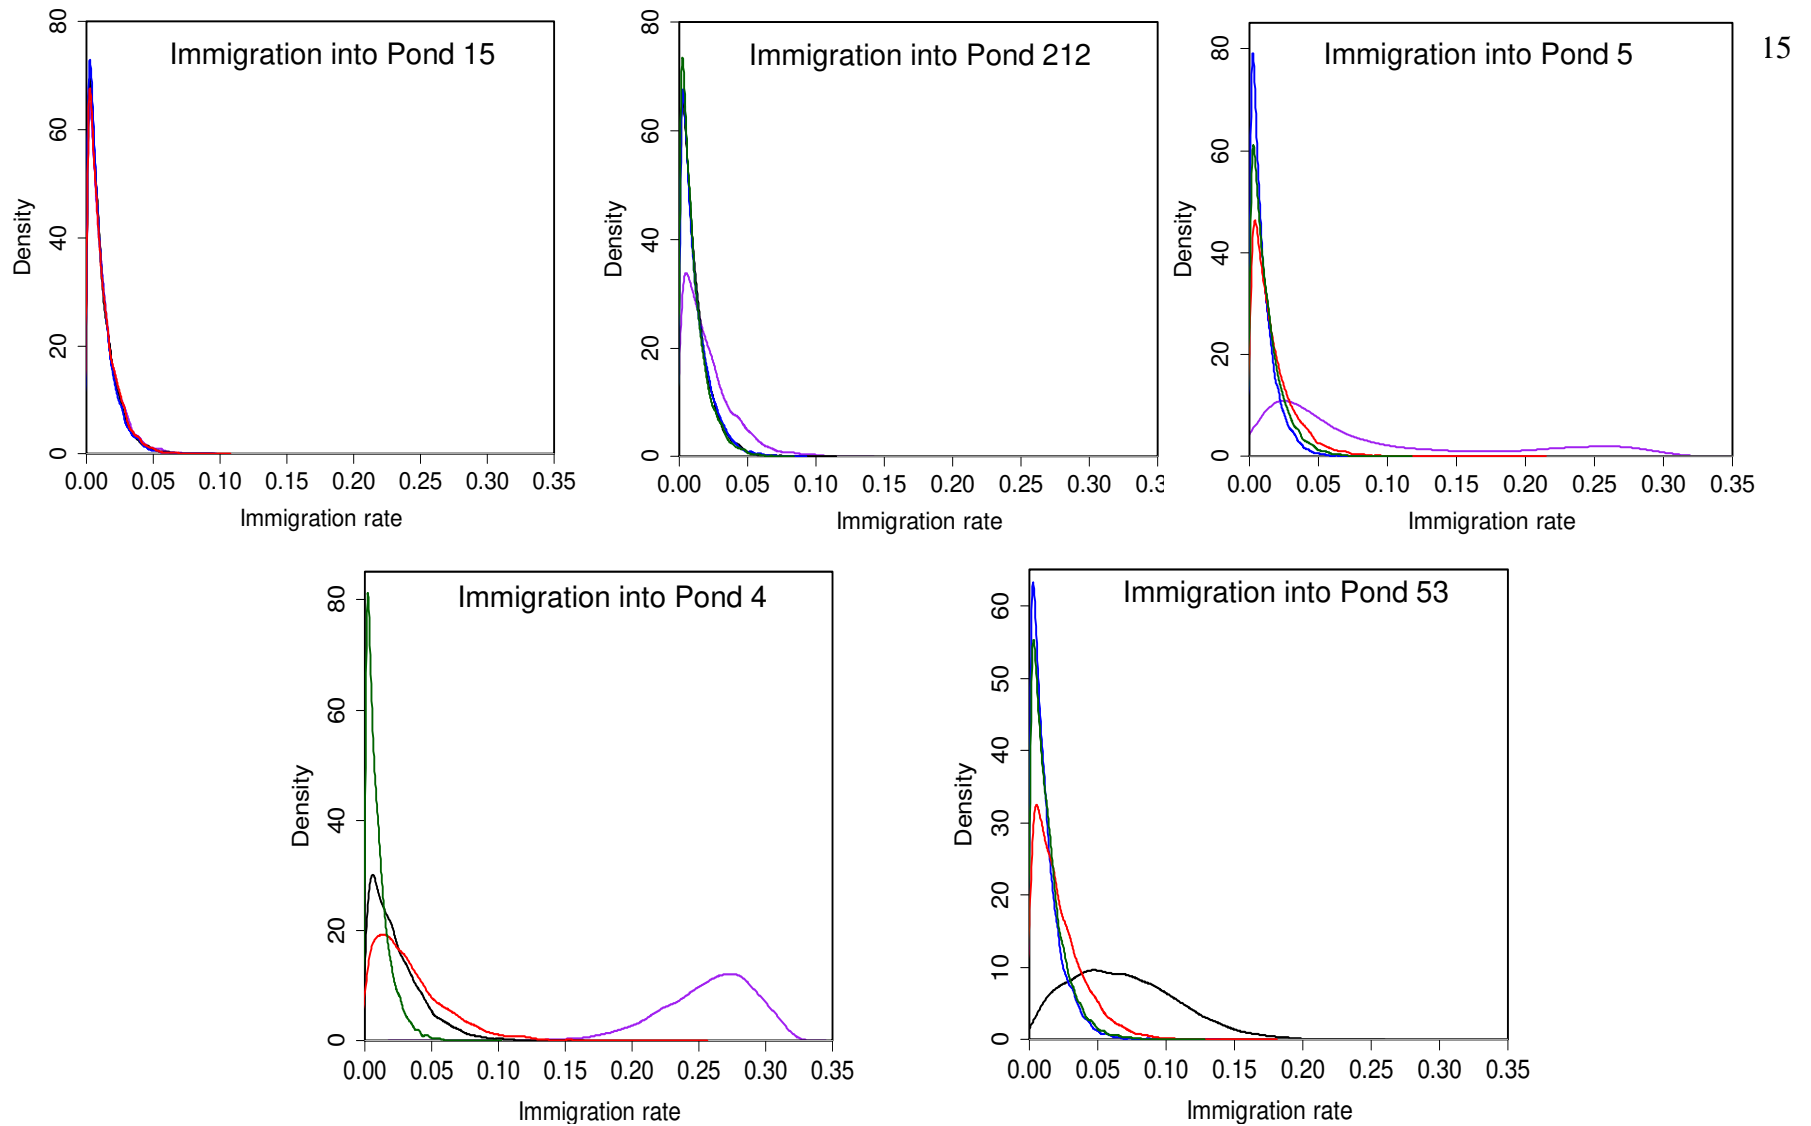 15
Immigration into Pond 15
80
60
40
20
0
Density
0.00 0.05 0.10 0.15 0.20 0.25 0.30 0.35
Immigration rate
Immigration into Pond 212
80
60
40
20
0
Density
0.00 0.05 0.10 0.15 0.20 0.25 0.30
Immigration rate
Immigration into Pond 5
80
60
40
20
0
Density
0.00 0.05 0.10 0.15 0.20 0.25 0.30 0.35
Immigration rate
Immigration into Pond 4
80
60
40
20
0
Density
0.00 0.05 0.10 0.15 0.20 0.25 0.30 0.35
Immigration rate
Immigration into Pond 53
60
50
40
30
20
10
0
Density
0.00 0.05 0.10 0.15 0.20 0.25 0.30 0.35
Immigration rate